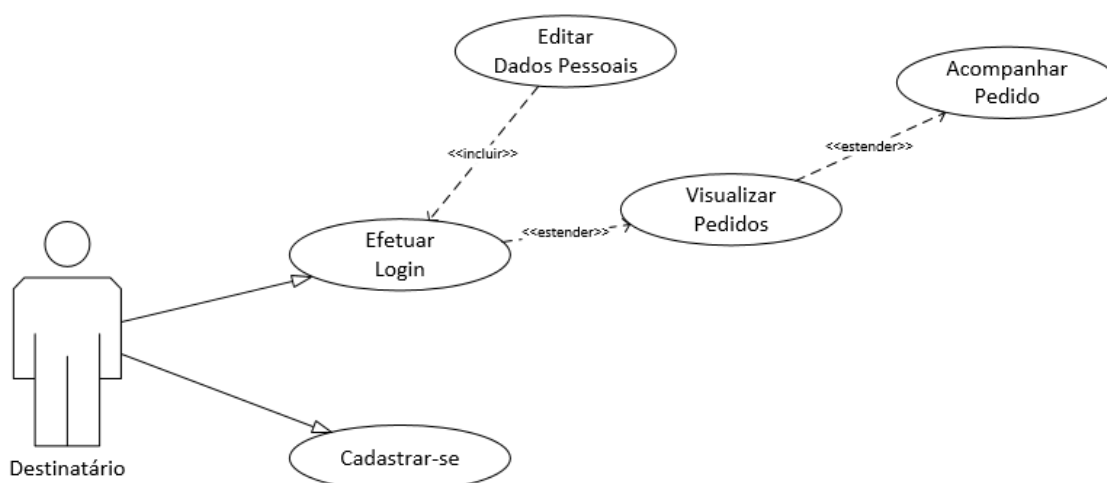 Editar
Dados Pessoais
Acompanhar
Pedido
<<incluir>>
<<estender>>
Visualizar
Pedidos
<<estender>>
Efetuar
Login
Cadastrar-se
Destinatário